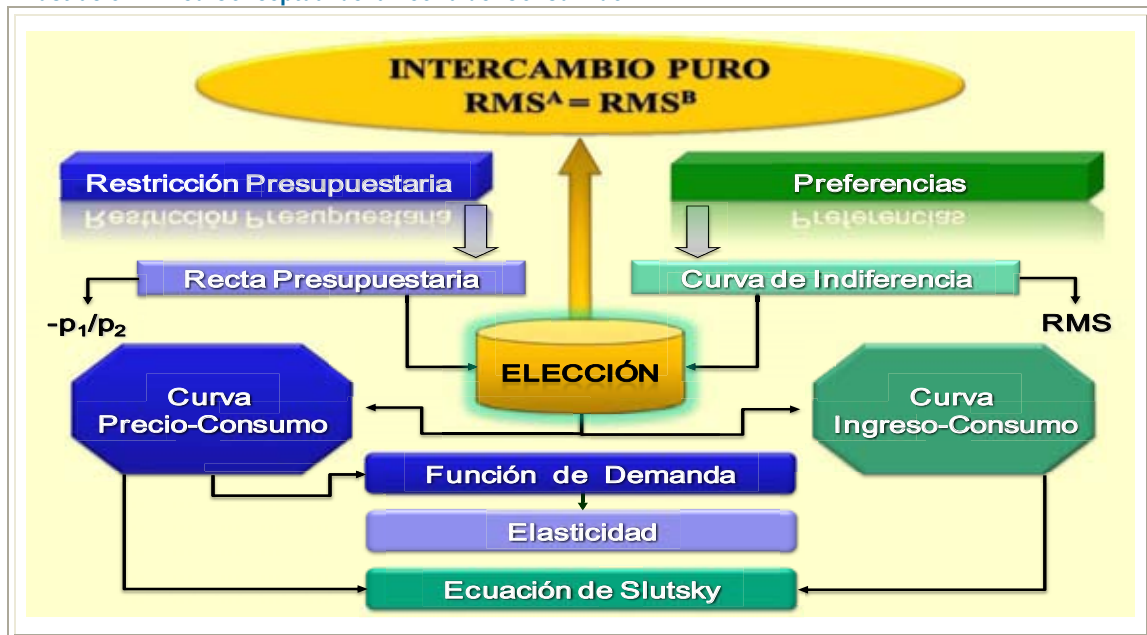 INTERCAMBIO PURO
RMSᴬ = RMSᴮ
Restricción Presupuestaria
Preferencias
Recta Presupuestaria
Curva de Indiferencia
-p₁/p₂
RMS
ELECCIÓN
Curva
Precio-Consumo
Curva
Ingreso-Consumo
Función de Demanda
Elasticidad
Ecuación de Slutsky